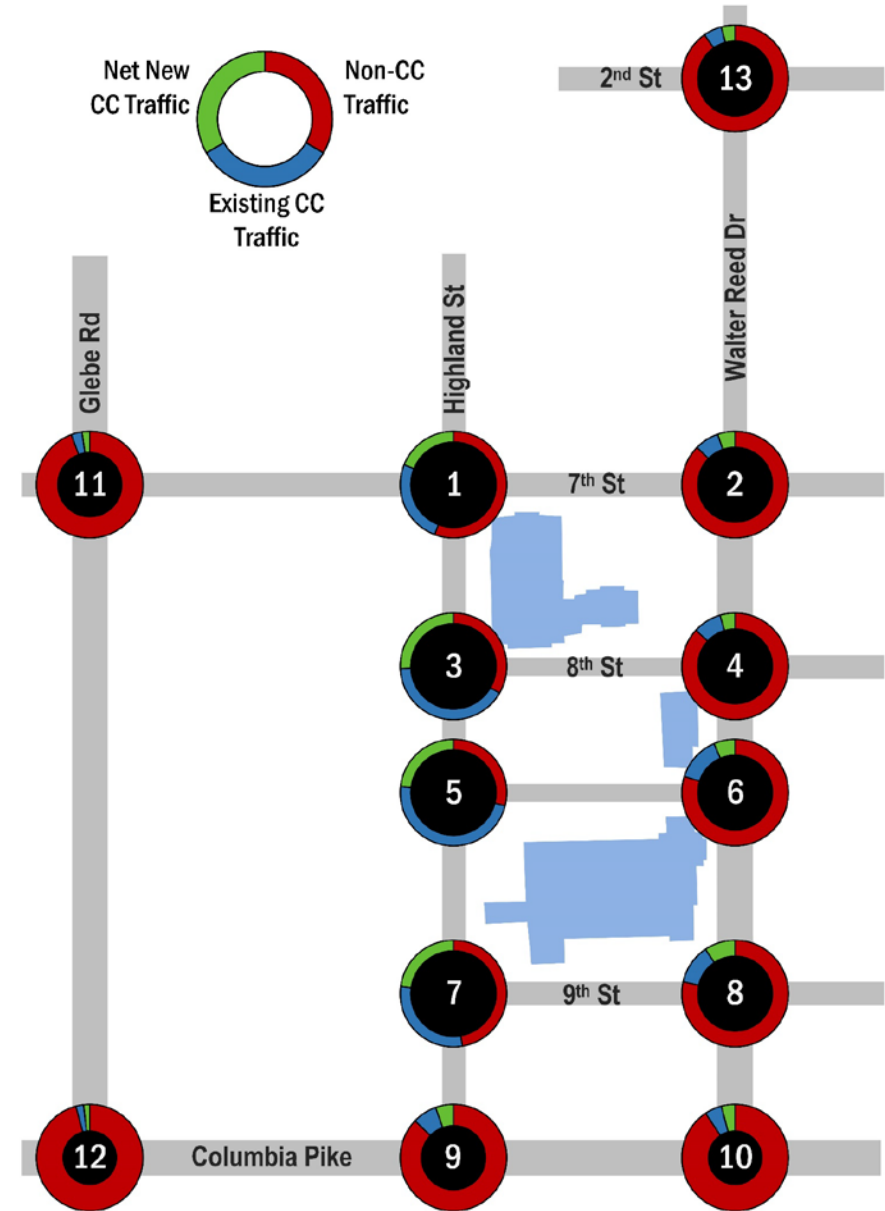 Net New
CC Traffic
Non-CC
Traffic
Existing CC
Traffic
2nd St
13
Walter Reed Dr
Glebe Rd
Highland St
11
1
7th St
2
3
8th St
4
5
6
7
9th St
8
12
Columbia Pike
9
10